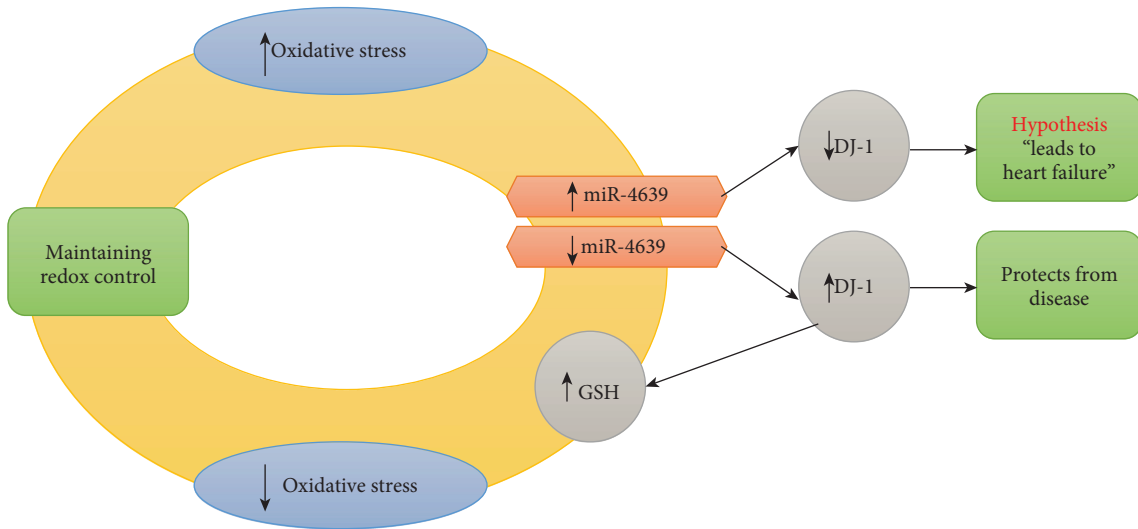 ↑ Oxidative stress
↑ miR-4639
↓ DJ-1
Hypothesis
“leads to
heart failure”
↓ miR-4639
Maintaining
redox control
↑ DJ-1
Protects from
disease
↑ GSH
↓ Oxidative stress